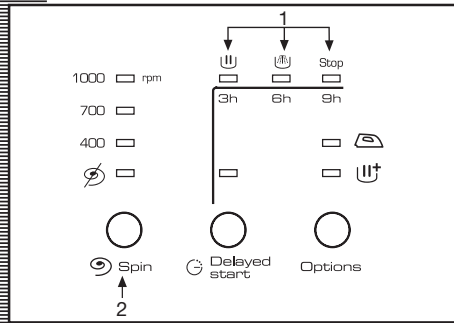 1
Stop
1000 rpm
3h 6h 9h
700
400
Spin
Delayed
start
Options
2